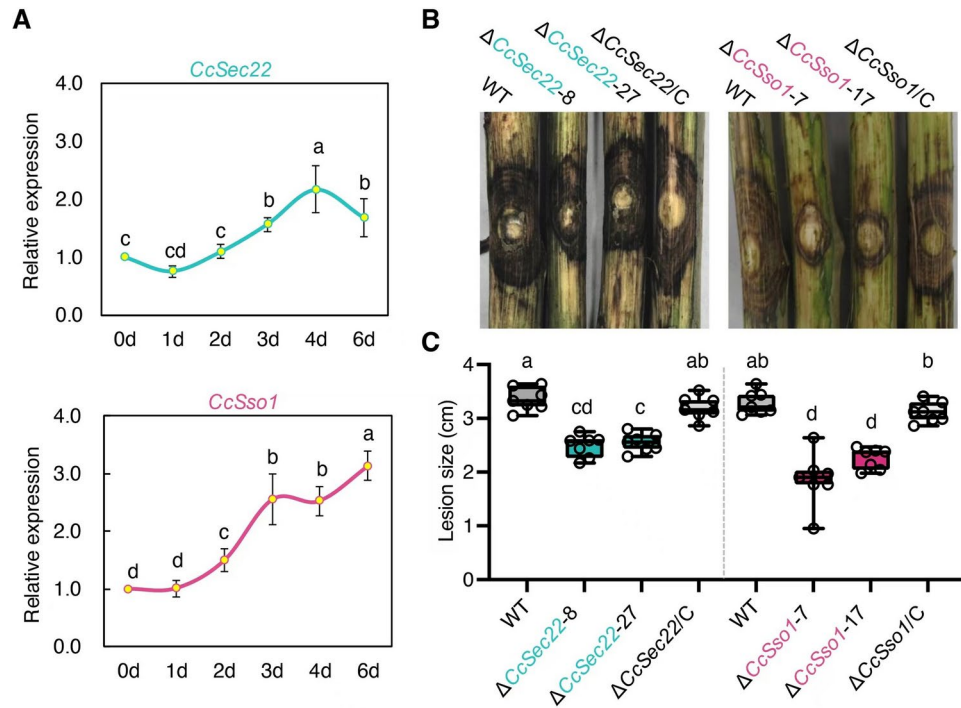 A
CcSec22
Relative expression
4.0
3.0
2.0
1.0
0.0
c
cd
c
b
a
b
0d
1d
2d
3d
4d
6d
CcSso1
Relative expression
4.0
3.0
2.0
1.0
0.0
d
d
c
b
b
a
0d
1d
2d
3d
4d
6d
B
WT
ΔCcSec22-8
ΔCcSec22-27
ΔCcSec22/C
WT
ΔCcSso1-7
ΔCcSso1-17
ΔCcSso1/C
C
Lesion size (cm)
4
3
2
1
0
a
cd
c
ab
ab
d
d
b
WT
ΔCcSec22-8
ΔCcSec22-27
ΔCcSec22/C
WT
ΔCcSso1-7
ΔCcSso1-17
ΔCcSso1/C